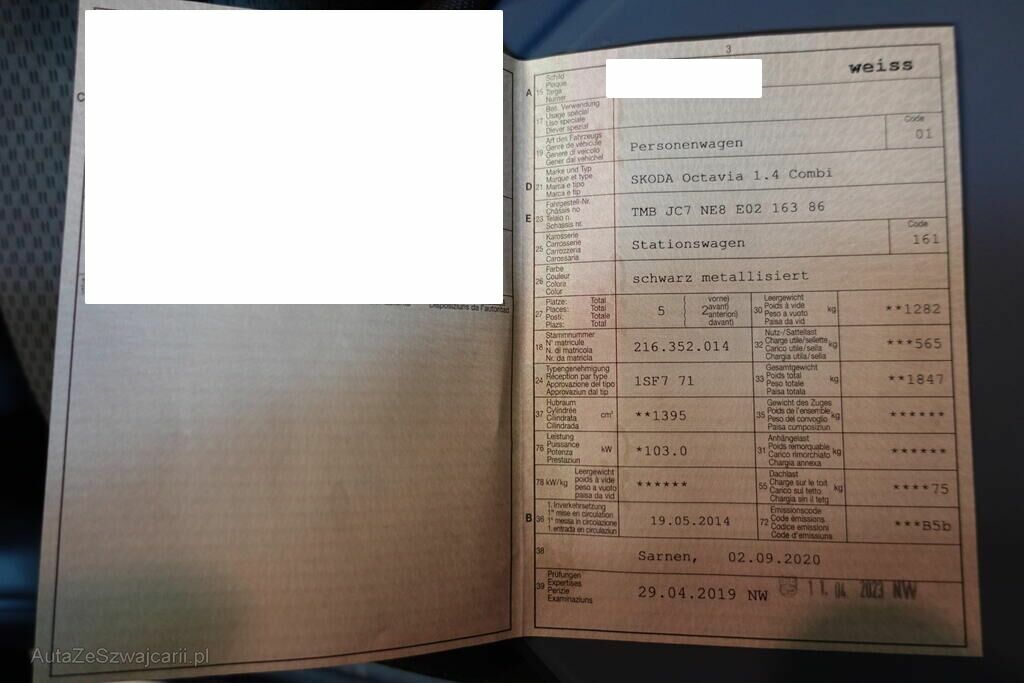 C
Disposiziuns da l'autoritad
3
A 15 Schild
Plaque
Targa
Numer
weiss
17 Bes. Verwendung
Usage spécial
Uso speciale
Diever spezial
19 Art des Fahrzeugs
Genre de véhicule
Genere di veicolo
Gener dal vehichel
Personenwagen
Code
01
D 21 Marke und Typ
Marque et type
Marca e tipo
Marca e tip
SKODA Octavia 1.4 Combi
E 23 Fahrgestell-Nr.
Châssis no
Telaio n.
Schassis nr.
TMB JC7 NE8 E02 163 86
25 Karosserie
Carrosserie
Carrozzeria
Carossaria
Stationswagen
Code
161
26 Farbe
Couleur
Colore
Colur
schwarz metallisiert
27 Plätze: Total
Places: Total
Posti: Totale
Plazs: Total
5 ( 2 vorne)
avant)
anteriori)
davant)
30 Leergewicht
Poids à vide
Peso a vuoto
Paisa da vid
kg
**1282
18 Stammnummer
N° matricule
N. di matricola
Nr. da matricla
216.352.014
32 Nutz-/Sattellast
Charge utile/sellette
Carico utile/sella
Chargia utila/sella
kg
***565
24 Typengenehmigung
Réception par type
Approvazione del tipo
Approvaziun dal tip
1SF7 71
33 Gesamtgewicht
Poids total
Peso totale
Paisa totala
kg
**1847
37 Hubraum
Cylindrée
Cilindrata
Cilindrada
cm³
**1395
35 Gewicht des Zuges
Poids de l'ensemble
Peso del convoglio
Paisa cumposiziun
kg
******
76 Leistung
Puissance
Potenza
Prestaziun
kW
*103.0
31 Anhängelast
Poids remorquable
Carico rimorchiato
Chargia annexa
kg
******
78 kW/kg Leergewicht
poids à vide
peso a vuoto
paisa da vid
******
55 Dachlast
Charge sur le toit
Carico sul tetto
Chargia sin il tetg
kg
****75
B 36 1. Inverkehrsetzung
1re mise en circulation
1a messa in circolazione
1. entrada en circulaziun
19.05.2014
72 Emissionscode
Code émissions
Codice emissioni
Code d'emissiuns
***B5b
38
Sarnen, 02.09.2020
39 Prüfungen
Expertises
Perizie
Examinaziuns
29.04.2019 NW
11. 04. 2023 NW
AutaZeSzwajcarii.pl